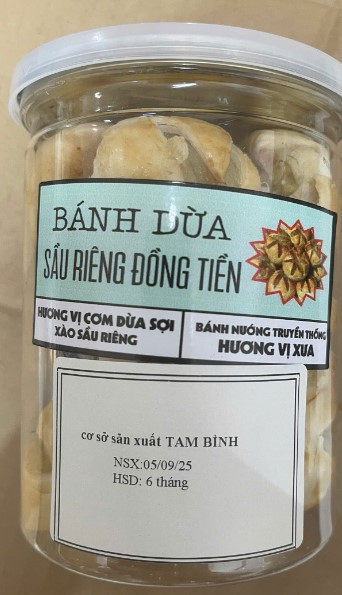 BÁNH DỪA
SẦU RIÊNG ĐỒNG TIỀN
HƯƠNG VỊ CƠM DỪA SỢI
XÀO SẦU RIÊNG
BÁNH NƯỚNG TRUYỀN THỐNG
HƯƠNG VỊ XƯA
cơ sở sản xuất TAM BÌNH
NSX:05/09/25
HSD: 6 tháng